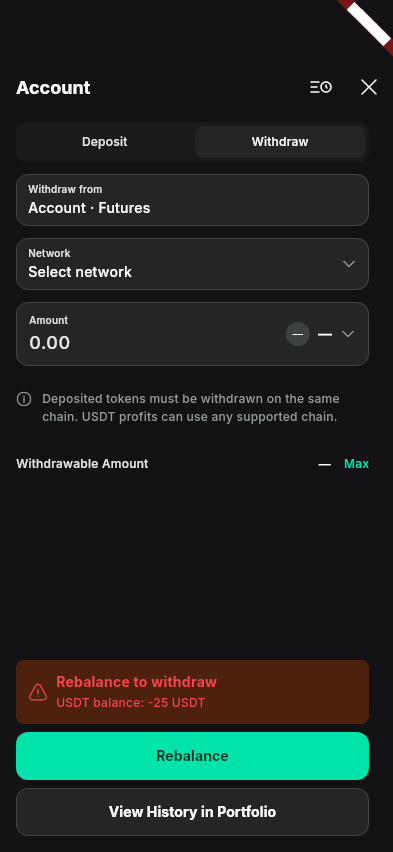 Account
Deposit
Withdraw
Withdraw from
Account · Futures
Network
Select network
Amount
0.00
—
Deposited tokens must be withdrawn on the same
chain. USDT profits can use any supported chain.
Withdrawable Amount
— Max
Rebalance to withdraw
USDT balance: -25 USDT
Rebalance
View History in Portfolio